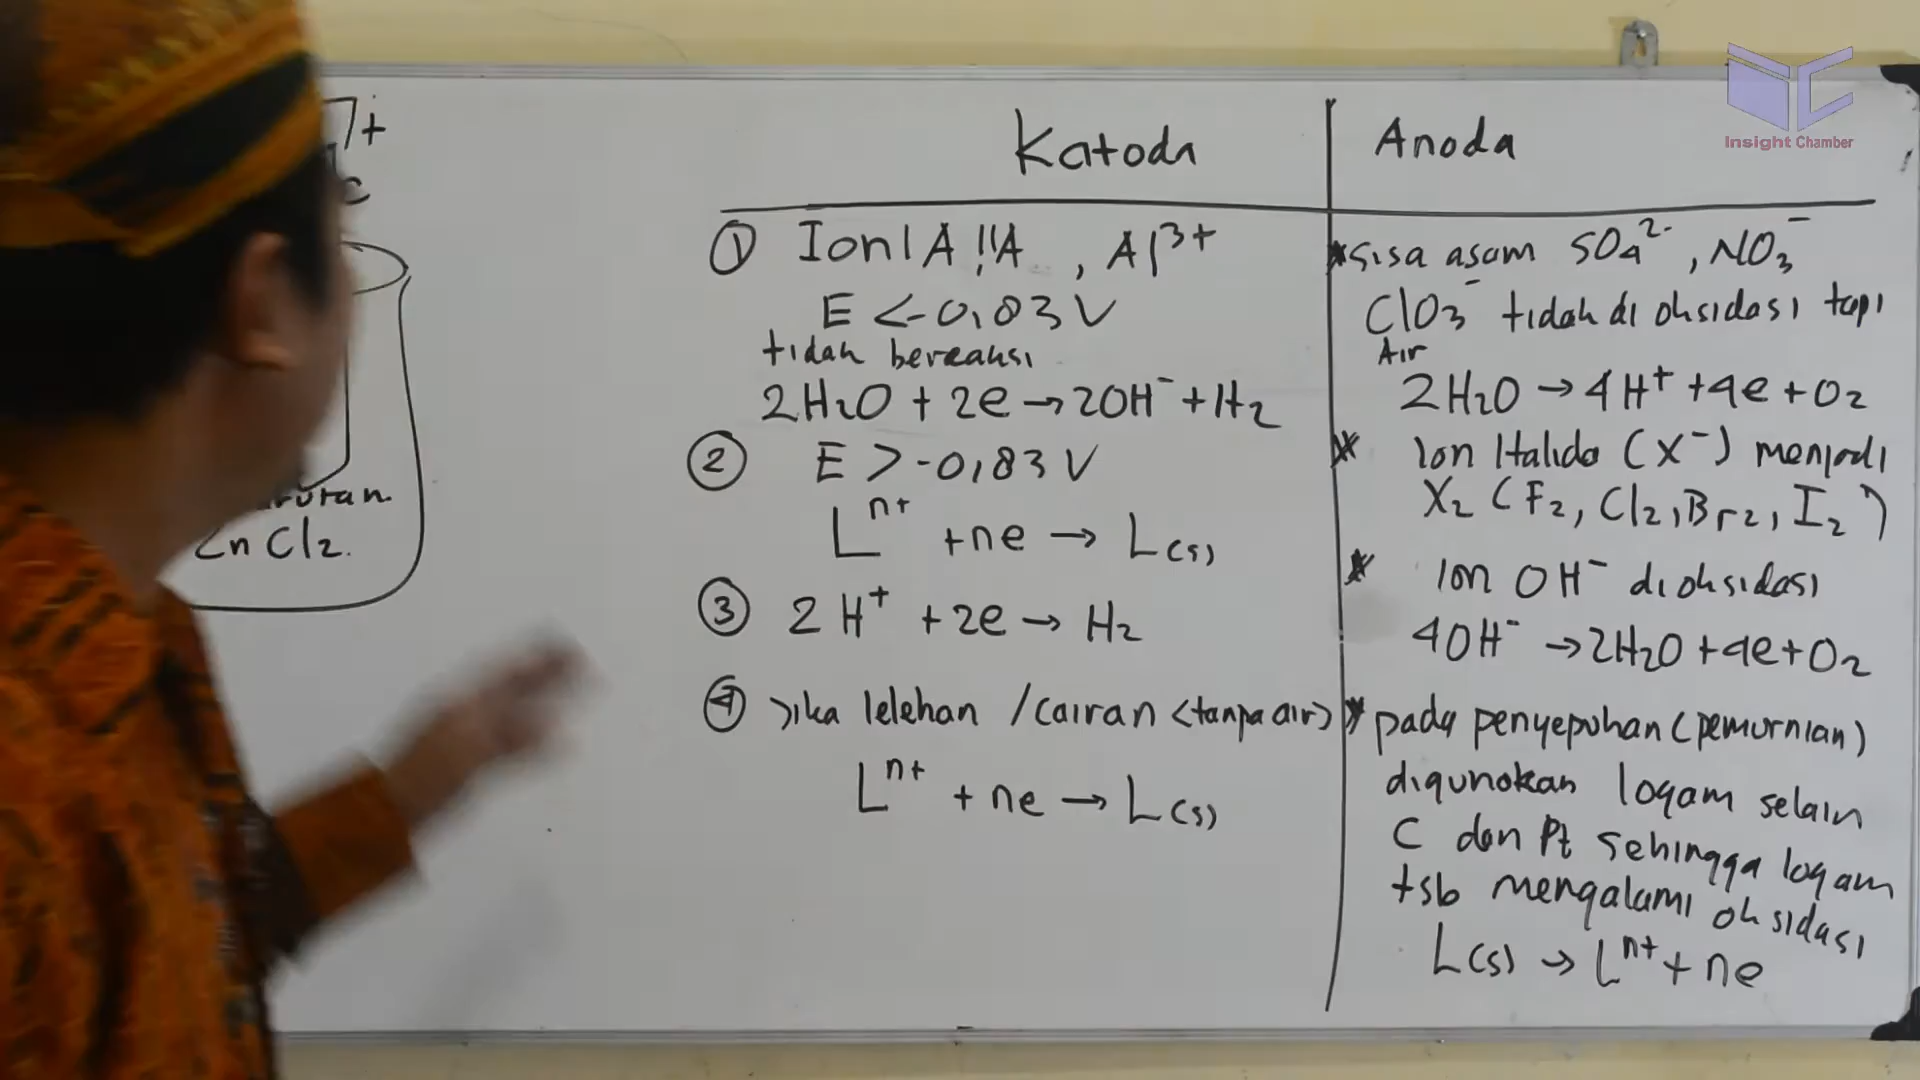 +
c
Zn Cl2.
Katoda
① Ion IA IIA , Al³⁺
E <-0,83 V
tidak bereaksi
2H₂O + 2e → 2OH⁻ + H₂
② E > -0,83 V
Lⁿ⁺ + ne → L(s)
③ 2H⁺ + 2e → H₂
④ Jika lelehan /cairan <tanpa air)
Lⁿ⁺ + ne → L(s)
Anoda
* Sisa asam SO₄²⁻, NO₃⁻
ClO₃⁻ tidak di oksidasi tapi
Air
2H₂O → 4H⁺ + 4e + O₂
* Ion Halida (X⁻) menjadi
X₂ (F₂, Cl₂, Br₂, I₂)
* Ion OH⁻ dioksidasi
4OH⁻ → 2H₂O + 4e + O₂
* pada penyepuhan (pemurnian)
digunakan logam selain
C dan Pt sehingga logam
tsb mengalami oksidasi
L(s) → Lⁿ⁺ + ne
Insight Chamber